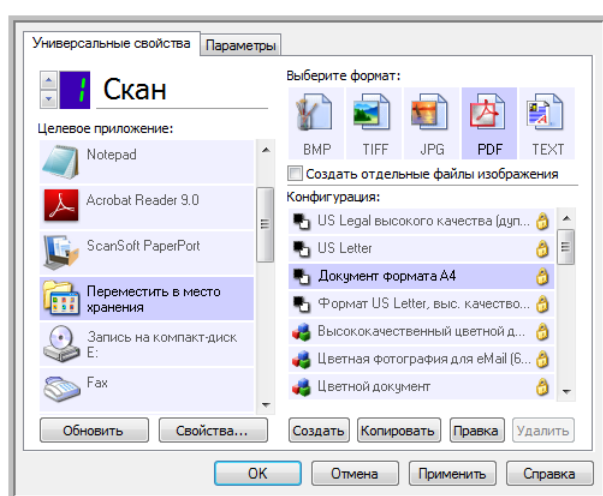 Универсальные свойства
Параметры
1 Скан
Целевое приложение:
Notepad
Acrobat Reader 9.0
ScanSoft PaperPort
Переместить в место
хранения
Запись на компакт-диск
E:
Fax
Обновить
Свойства...
Выберите формат:
BMP TIFF JPG PDF TEXT
Создать отдельные файлы изображения
Конфигурация:
US Legal высокого качества (дуп...
US Letter
Документ формата A4
Формат US Letter, выс. качество...
Высококачественный цветной д...
Цветная фотография для eMail (6...
Цветной документ
Создать
Копировать
Правка
Удалить
OK
Отмена
Применить
Справка